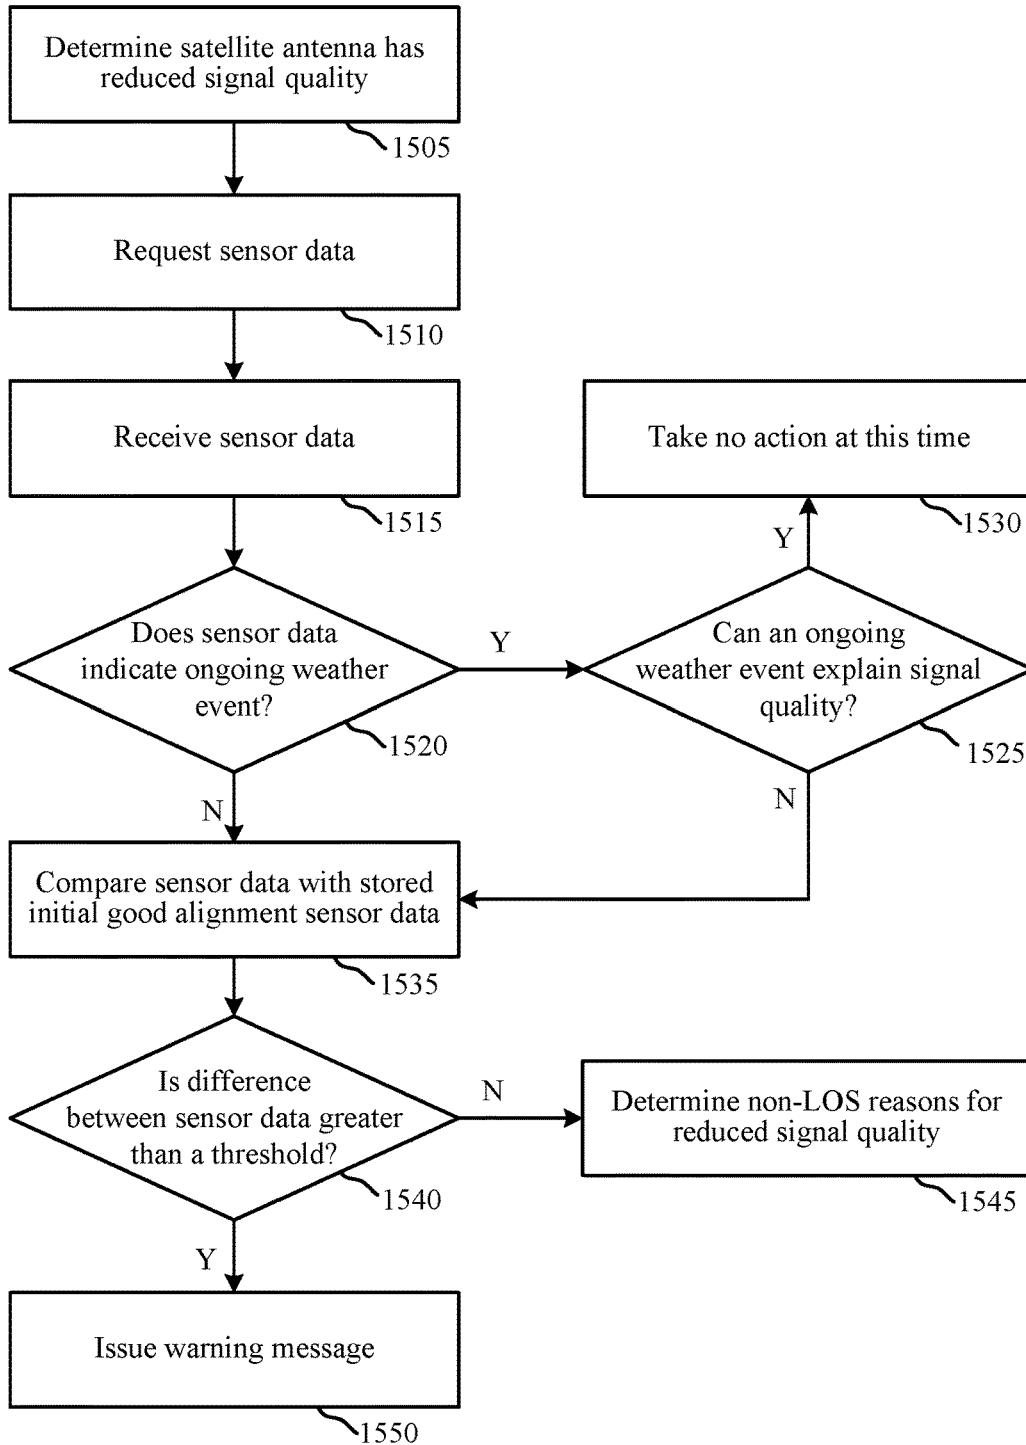 Determine satellite antenna has
reduced signal quality
1505
Request sensor data
1510
Receive sensor data
1515
Take no action at this time
1530
Y
Does sensor data
indicate ongoing weather
event?
1520
Y
Can an ongoing
weather event explain signal
quality?
1525
N
N
Compare sensor data with stored
initial good alignment sensor data
1535
Is difference
between sensor data greater
than a threshold?
1540
N
Determine non-LOS reasons for
reduced signal quality
1545
Y
Issue warning message
1550